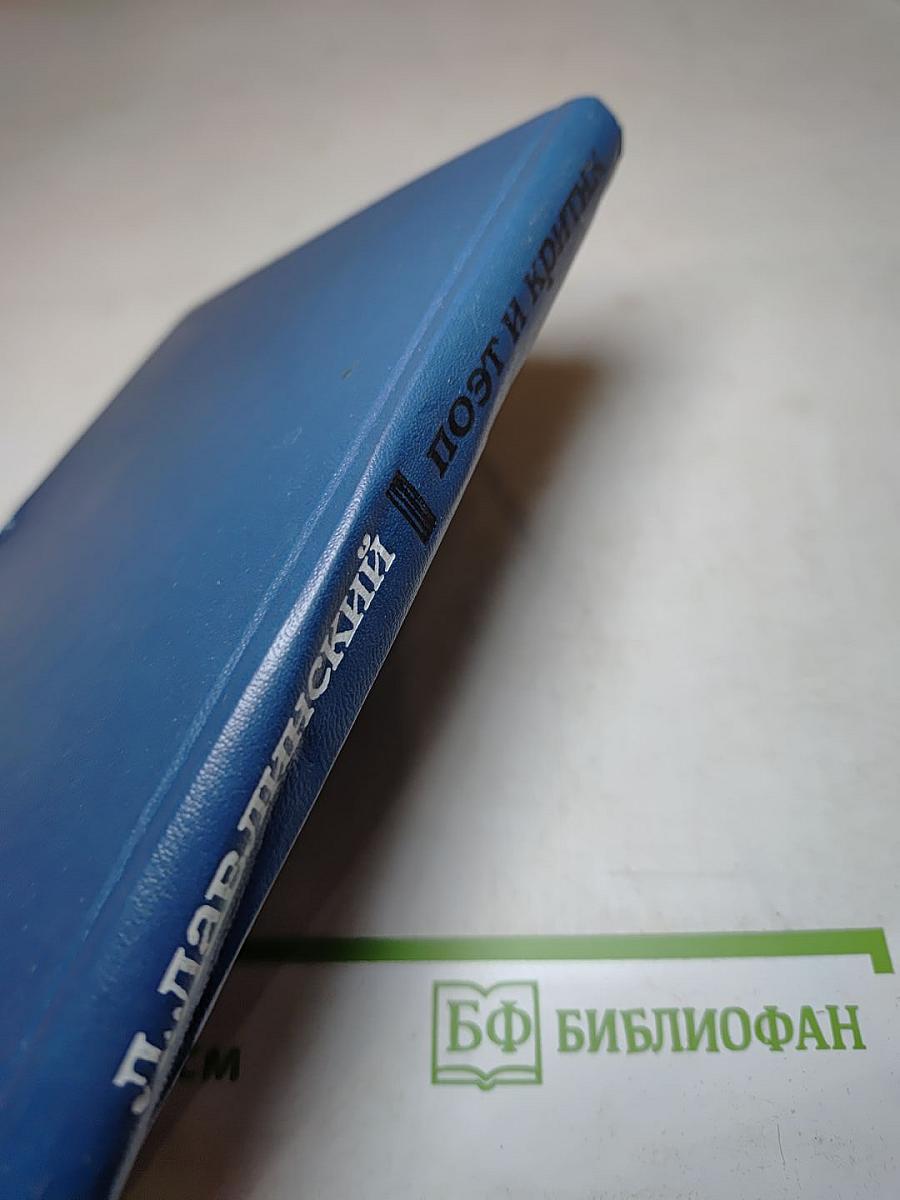 Л. Лавлинский
поэт и критик
БФ БИБЛИОФАН
см